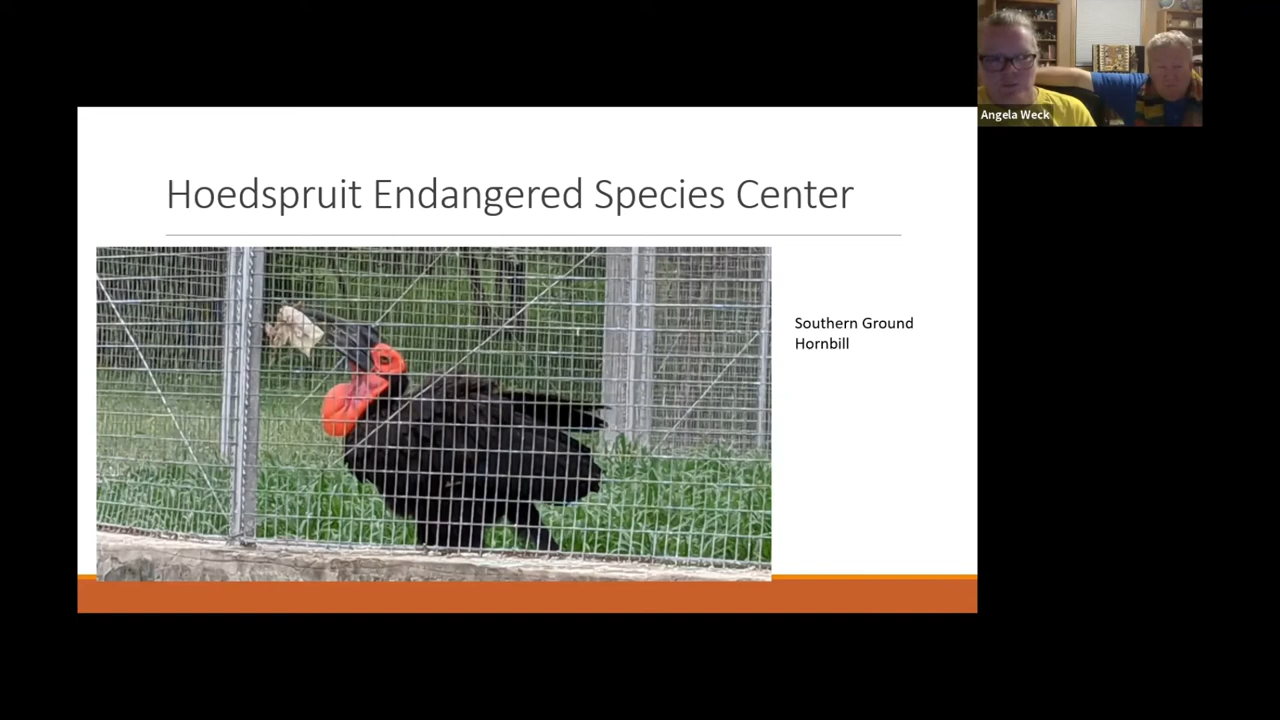 Angela Weck
Hoedspruit Endangered Species Center
Southern Ground
Hornbill